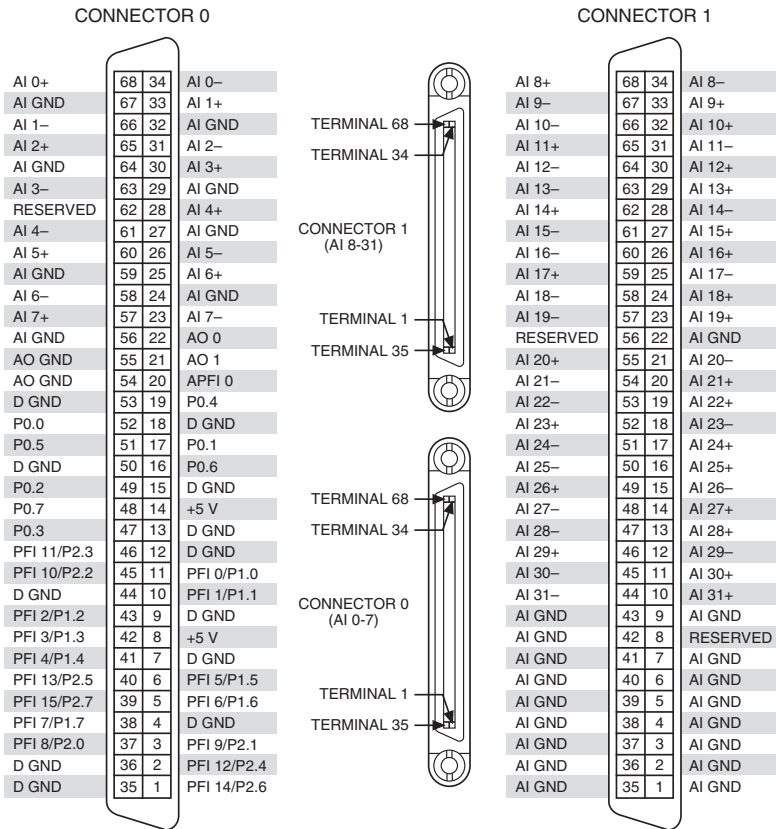 CONNECTOR 0
CONNECTOR 1
AI 0+ 68 34 AI 0–
AI GND 67 33 AI 1+
AI 1– 66 32 AI GND
AI 2+ 65 31 AI 2–
AI GND 64 30 AI 3+
AI 3– 63 29 AI GND
RESERVED 62 28 AI 4+
AI 4– 61 27 AI GND
AI 5+ 60 26 AI 5–
AI GND 59 25 AI 6+
AI 6– 58 24 AI GND
AI 7+ 57 23 AI 7–
AI GND 56 22 AO 0
AO GND 55 21 AO 1
AO GND 54 20 APFI 0
D GND 53 19 P0.4
P0.0 52 18 D GND
P0.5 51 17 P0.1
D GND 50 16 P0.6
P0.2 49 15 D GND
P0.7 48 14 +5 V
P0.3 47 13 D GND
PFI 11/P2.3 46 12 D GND
PFI 10/P2.2 45 11 PFI 0/P1.0
D GND 44 10 PFI 1/P1.1
PFI 2/P1.2 43 9 D GND
PFI 3/P1.3 42 8 +5 V
PFI 4/P1.4 41 7 D GND
PFI 13/P2.5 40 6 PFI 5/P1.5
PFI 15/P2.7 39 5 PFI 6/P1.6
PFI 7/P1.7 38 4 D GND
PFI 8/P2.0 37 3 PFI 9/P2.1
D GND 36 2 PFI 12/P2.4
D GND 35 1 PFI 14/P2.6
TERMINAL 68
TERMINAL 34
CONNECTOR 1
(AI 8-31)
TERMINAL 1
TERMINAL 35
TERMINAL 68
TERMINAL 34
CONNECTOR 0
(AI 0-7)
TERMINAL 1
TERMINAL 35
AI 8+ 68 34 AI 8–
AI 9– 67 33 AI 9+
AI 10– 66 32 AI 10+
AI 11+ 65 31 AI 11–
AI 12– 64 30 AI 12+
AI 13– 63 29 AI 13+
AI 14+ 62 28 AI 14–
AI 15– 61 27 AI 15+
AI 16– 60 26 AI 16+
AI 17+ 59 25 AI 17–
AI 18– 58 24 AI 18+
AI 19– 57 23 AI 19+
RESERVED 56 22 AI GND
AI 20+ 55 21 AI 20–
AI 21– 54 20 AI 21+
AI 22– 53 19 AI 22+
AI 23+ 52 18 AI 23–
AI 24– 51 17 AI 24+
AI 25– 50 16 AI 25+
AI 26+ 49 15 AI 26–
AI 27– 48 14 AI 27+
AI 28– 47 13 AI 28+
AI 29+ 46 12 AI 29–
AI 30– 45 11 AI 30+
AI 31– 44 10 AI 31+
AI GND 43 9 AI GND
AI GND 42 8 RESERVED
AI GND 41 7 AI GND
AI GND 40 6 AI GND
AI GND 39 5 AI GND
AI GND 38 4 AI GND
AI GND 37 3 AI GND
AI GND 36 2 AI GND
AI GND 35 1 AI GND